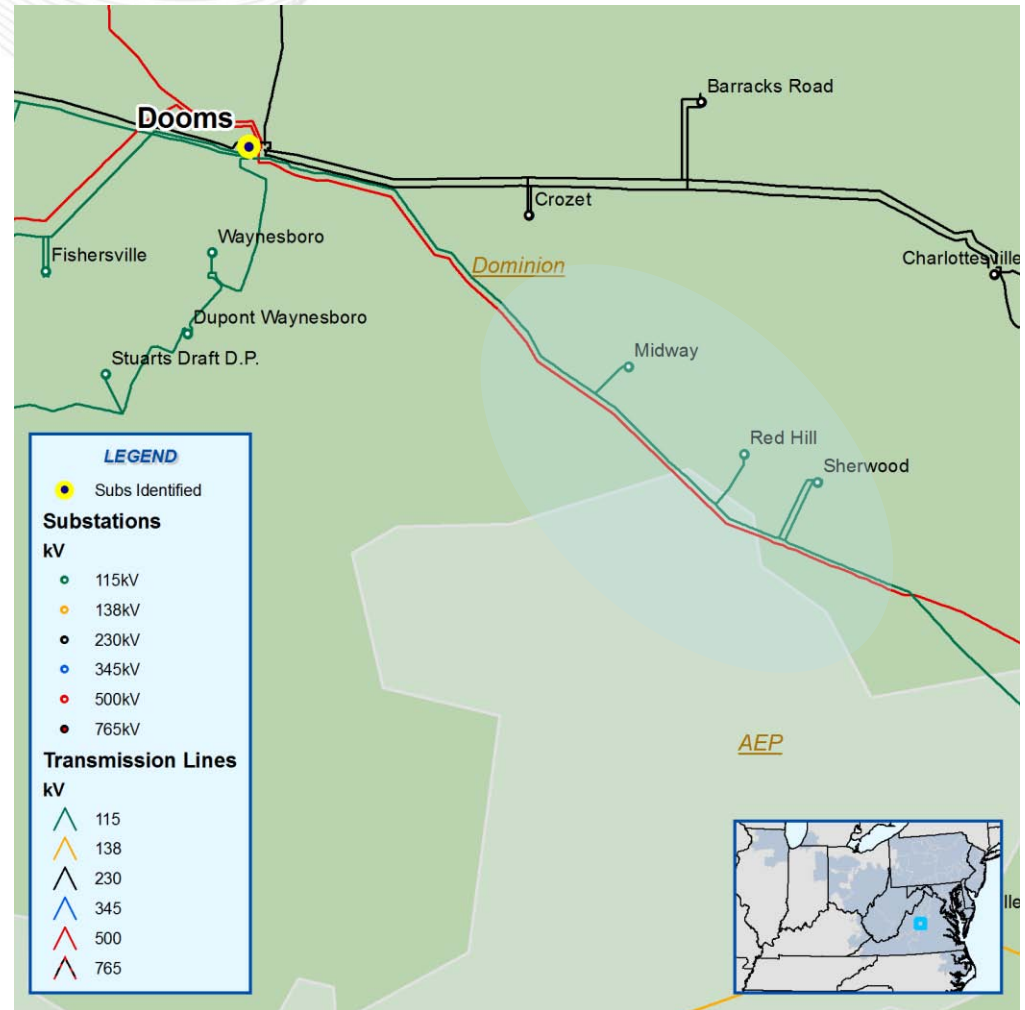 Dooms
Barracks Road
Crozet
Charlottesville
Fishersville
Waynesboro
Dominion
Dupont Waynesboro
Stuarts Draft D.P.
Midway
Red Hill
Sherwood
LEGEND
Subs Identified
Substations
kV
115kV
138kV
230kV
345kV
500kV
765kV
Transmission Lines
kV
115
138
230
345
500
765
AEP
lle